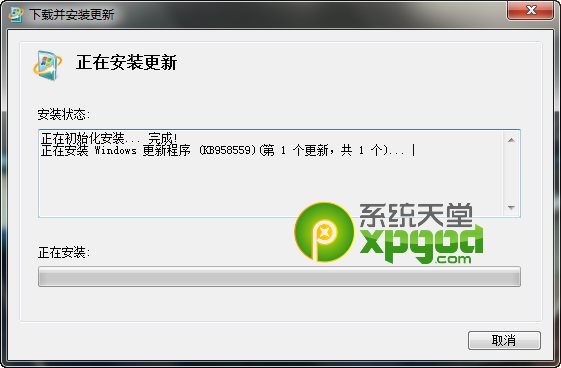 下载并安装更新
正在安装更新
安装状态:
正在初始化安装... 完成!
正在安装 Windows 更新程序 (KB958559)(第 1 个更新，共 1 个)...
系统天堂
xpgod
.com
正在安装:
取消